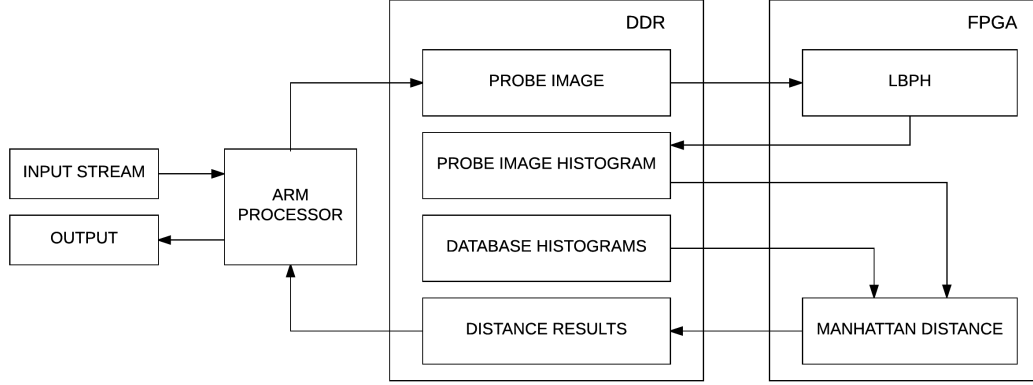 DDR
FPGA
PROBE IMAGE
LBPH
PROBE IMAGE HISTOGRAM
INPUT STREAM
ARM
PROCESSOR
OUTPUT
DATABASE HISTOGRAMS
DISTANCE RESULTS
MANHATTAN DISTANCE